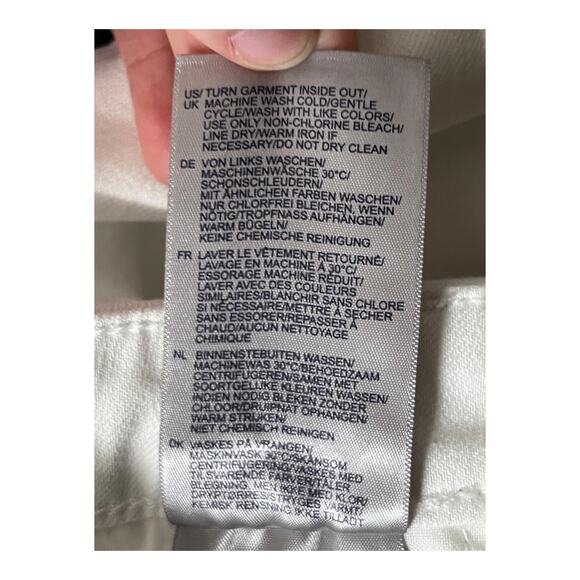 US/ TURN GARMENT INSIDE OUT/
UK MACHINE WASH COLD/GENTLE
CYCLE/WASH WITH LIKE COLORS/
USE ONLY NON-CHLORINE BLEACH/
LINE DRY/WARM IRON IF
NECESSARY/DO NOT DRY CLEAN
DE VON LINKS WASCHEN/
MASCHINENWÄSCHE 30°C/
SCHONSCHLEUDERN/
MIT ÄHNLICHEN FARBEN WASCHEN/
NUR CHLORFREI BLEICHEN, WENN
NÖTIG/TROPFNASS AUFHÄNGEN/
WARM BÜGELN/
KEINE CHEMISCHE REINIGUNG
FR LAVER LE VÊTEMENT RETOURNÉ/
LAVAGE EN MACHINE À 30°C/
ESSORAGE MACHINE RÉDUIT/
LAVER AVEC DES COULEURS
SIMILAIRES/BLANCHIR SANS CHLORE
SI NÉCESSAIRE/METTRE À SECHER
SANS ESSORER/REPASSER À
CHAUD/AUCUN NETTOYAGE
CHIMIQUE
NL BINNENSTEBUITEN WASSEN/
MACHINEWAS 30°C/BEHOEDZAAM
CENTRIFUGEREN/SAMEN MET
SOORTGELIJKE KLEUREN WASSEN/
INDIEN NODIG BLEKEN ZONDER
CHLOOR/DRUIPNAT OPHANGEN/
WARM STRIJKEN/
NIET CHEMISCH REINIGEN
DK VASKES PÅ VRANGEN/
MASKINVASK 30°C/SKÅNSOM
CENTRIFUGERING/VASKES MED
TILSVARENDE FARVER/TÅLER
BLEGNING, MEN IKKE MED KLOR/
DRYPTØRRES/STRYGES VARMT/
KEMISK RENSNING IKKE TILLADT